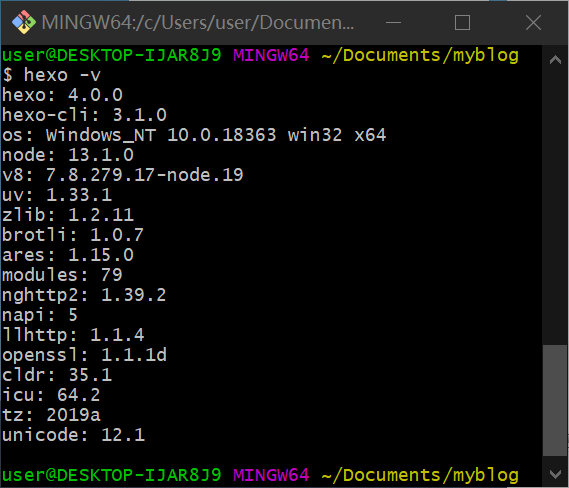 MINGW64:/c/Users/user/Documen...
user@DESKTOP-IJAR8J9 MINGW64 ~/Documents/myblog
$ hexo -v
hexo: 4.0.0
hexo-cli: 3.1.0
os: Windows_NT 10.0.18363 win32 x64
node: 13.1.0
v8: 7.8.279.17-node.19
uv: 1.33.1
zlib: 1.2.11
brotli: 1.0.7
ares: 1.15.0
modules: 79
nghttp2: 1.39.2
napi: 5
llhttp: 1.1.4
openssl: 1.1.1d
cldr: 35.1
icu: 64.2
tz: 2019a
unicode: 12.1
user@DESKTOP-IJAR8J9 MINGW64 ~/Documents/myblog